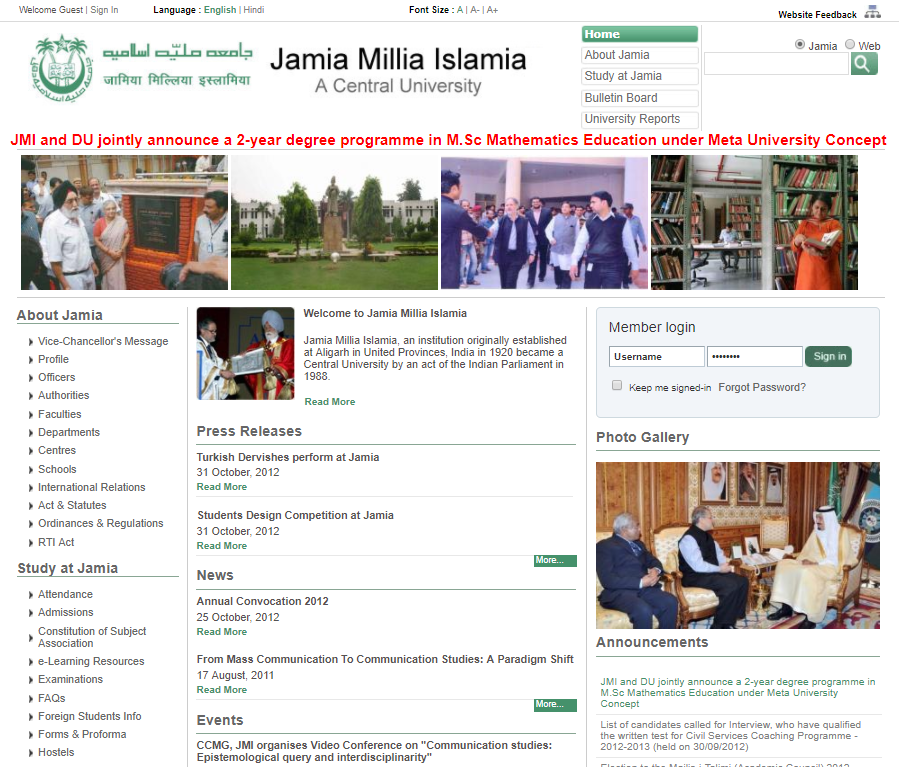 Welcome Guest | Sign In
Language : English | Hindi
Font Size : A | A- | A+
Website Feedback
جامعہ ملیہ اسلامیہ
जामिया मिल्लिया इस्लामिया
Jamia Millia Islamia
A Central University
Home
About Jamia
Study at Jamia
Bulletin Board
University Reports
Jamia Web
JMI and DU jointly announce a 2-year degree programme in M.Sc Mathematics Education under Meta University Concept
About Jamia
Vice-Chancellor's Message
Profile
Officers
Authorities
Faculties
Departments
Centres
Schools
International Relations
Act & Statutes
Ordinances & Regulations
RTI Act
Study at Jamia
Attendance
Admissions
Constitution of Subject
Association
e-Learning Resources
Examinations
FAQs
Foreign Students Info
Forms & Proforma
Hostels
Welcome to Jamia Millia Islamia
Jamia Millia Islamia, an institution originally established
at Aligarh in United Provinces, India in 1920 became a
Central University by an act of the Indian Parliament in
1988.
Read More
Press Releases
Turkish Dervishes perform at Jamia
31 October, 2012
Read More
Students Design Competition at Jamia
31 October, 2012
Read More
More...
News
Annual Convocation 2012
25 October, 2012
Read More
From Mass Communication To Communication Studies: A Paradigm Shift
17 August, 2011
Read More
More...
Events
CCMG, JMI organises Video Conference on "Communication studies:
Epistemological query and interdisciplinarity"
Member login
Username
••••••••
Sign in
Keep me signed-in Forgot Password?
Photo Gallery
Announcements
JMI and DU jointly announce a 2-year degree programme in
M.Sc Mathematics Education under Meta University
Concept
List of candidates called for Interview, who have qualified
the written test for Civil Services Coaching Programme -
2012-2013 (held on 30/09/2012)
Election to the Majlis-i-Talimi (Academic Council) 2012